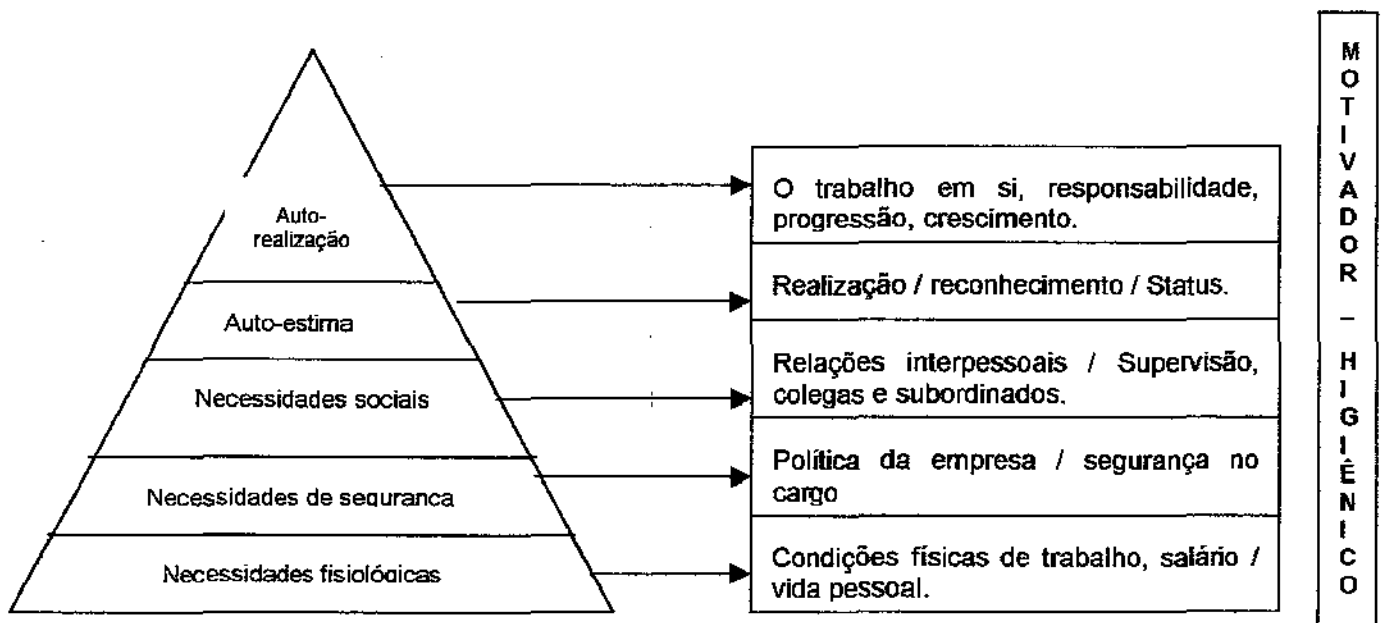 Auto-
realização
Auto-estima
Necessidades sociais
Necessidades de seguranca
Necessidades fisiológicas
O trabalho em si, responsabilidade,
progressão, crescimento.
Realização / reconhecimento / Status.
Relações interpessoais / Supervisão,
colegas e subordinados.
Política da empresa / segurança no
cargo
Condições físicas de trabalho, salário /
vida pessoal.
M
O
T
I
V
A
D
O
R
–
H
I
G
I
Ê
N
I
C
O